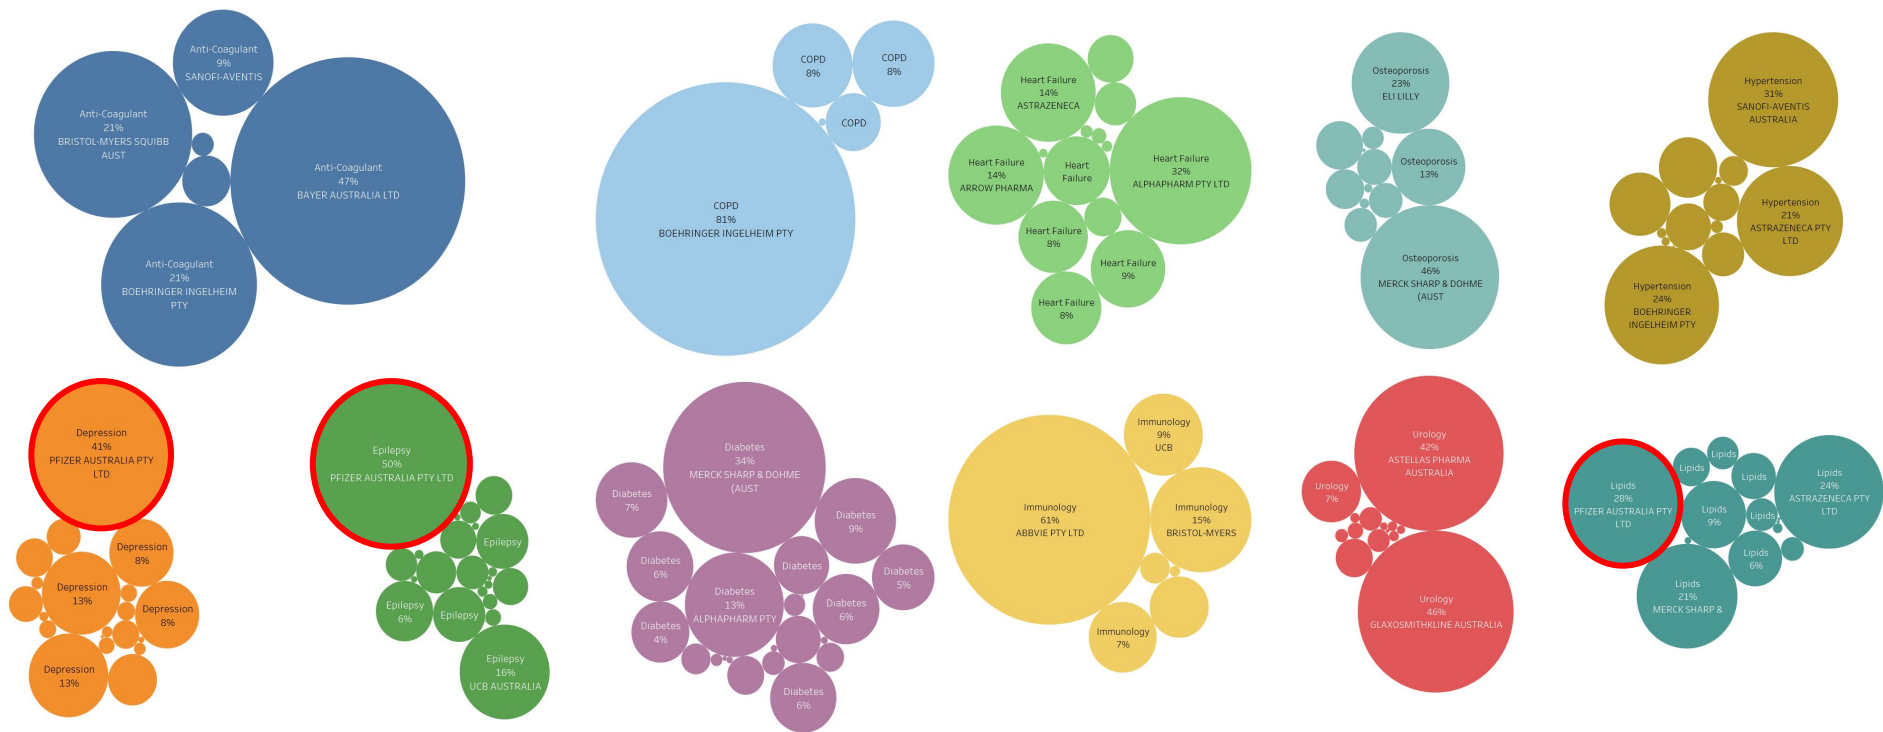 Anti-Coagulant
9%
SANOFI-AVENTIS
Anti-Coagulant
21%
BRISTOL-MYERS SQUIBB
AUST
Anti-Coagulant
47%
BAYER AUSTRALIA LTD
Anti-Coagulant
21%
BOEHRINGER INGELHEIM
PTY
COPD
8%
COPD
8%
COPD
COPD
81%
BOEHRINGER INGELHEIM PTY
Heart Failure
14%
ASTRAZENECA
Heart Failure
14%
ARROW PHARMA
Heart
Failure
Heart Failure
32%
ALPHAPHARM PTY LTD
Heart Failure
8%
Heart Failure
9%
Heart Failure
8%
Osteoporosis
23%
ELI LILLY
Osteoporosis
13%
Osteoporosis
46%
MERCK SHARP & DOHME
(AUST
Hypertension
31%
SANOFI-AVENTIS
AUSTRALIA
Hypertension
21%
ASTRAZENECA PTY
LTD
Hypertension
24%
BOEHRINGER
INGELHEIM PTY
Depression
41%
PFIZER AUSTRALIA PTY
LTD
Depression
8%
Depression
13%
Depression
8%
Depression
13%
Epilepsy
50%
PFIZER AUSTRALIA PTY LTD
Epilepsy
Epilepsy
6%
Epilepsy
Epilepsy
16%
UCB AUSTRALIA
Diabetes
34%
MERCK SHARP & DOHME
(AUST
Diabetes
7%
Diabetes
9%
Diabetes
6%
Diabetes
Diabetes
5%
Diabetes
13%
ALPHAPHARM PTY
Diabetes
6%
Diabetes
4%
Diabetes
6%
Immunology
9%
UCB
Immunology
61%
ABBVIE PTY LTD
Immunology
15%
BRISTOL-MYERS
Immunology
7%
Urology
42%
ASTELLAS PHARMA
AUSTRALIA
Urology
7%
Urology
46%
GLAXOSMITHKLINE AUSTRALIA
Lipids
28%
PFIZER AUSTRALIA PTY
LTD
Lipids
Lipids
Lipids
Lipids
24%
ASTRAZENECA PTY
LTD
Lipids
9%
Lipids
Lipids
6%
Lipids
21%
MERCK SHARP &